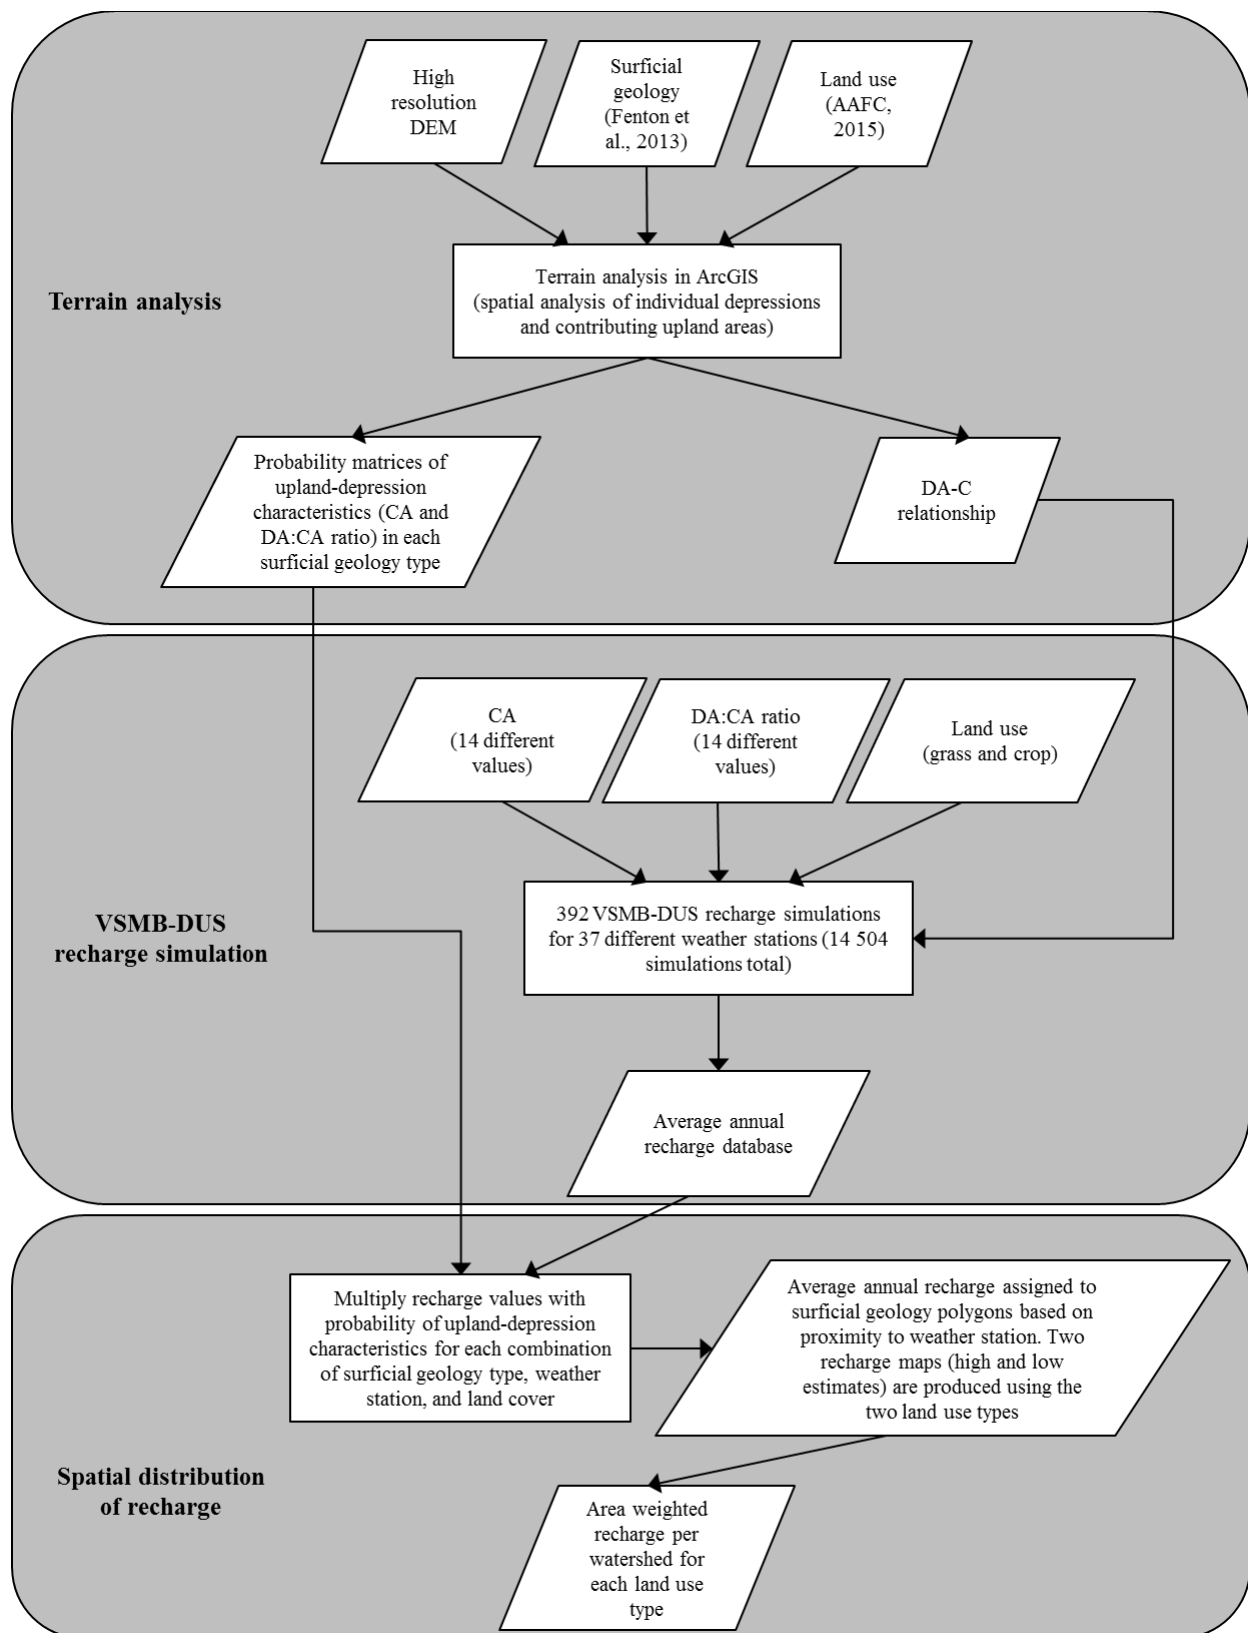 High
resolution
DEM
Surficial
geology
(Fenton et
al., 2013)
Land use
(AAFC,
2015)
Terrain analysis in ArcGIS
(spatial analysis of individual depressions
and contributing upland areas)
Terrain analysis
Probability matrices of
upland-depression
characteristics (CA and
DA:CA ratio) in each
surficial geology type
DA-C
relationship
CA
(14 different
values)
DA:CA ratio
(14 different
values)
Land use
(grass and crop)
VSMB-DUS
recharge simulation
392 VSMB-DUS recharge simulations
for 37 different weather stations (14 504
simulations total)
Average annual
recharge database
Multiply recharge values with
probability of upland-depression
characteristics for each combination
of surficial geology type, weather
station, and land cover
Average annual recharge assigned to
surficial geology polygons based on
proximity to weather station. Two
recharge maps (high and low
estimates) are produced using the
two land use types
Spatial distribution
of recharge
Area weighted
recharge per
watershed for
each land use
type